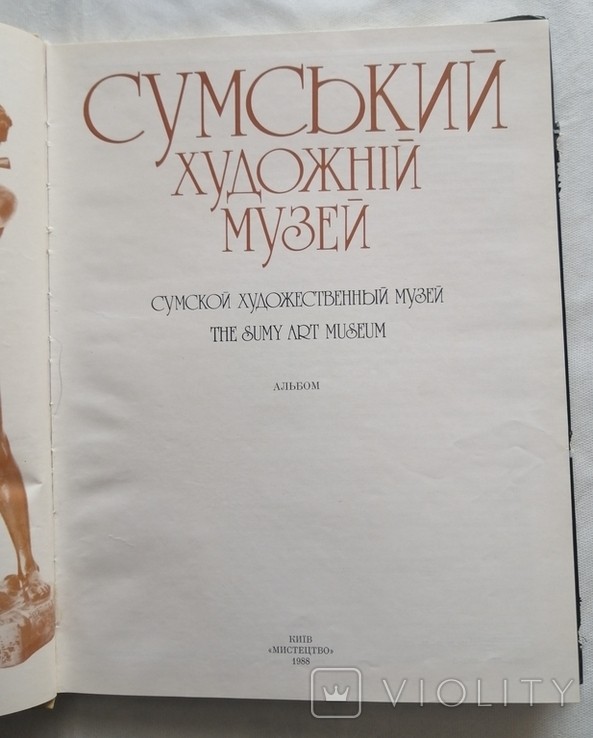 СУМСЬКИЙ
ХУДОЖНІЙ
МУЗЕЙ
СУМСКОЙ ХУДОЖЕСТВЕННЫЙ МУЗЕЙ
THE SUMY ART MUSEUM
АЛЬБОМ
КИЇВ
«МИСТЕЦТВО»
1988
VIOLITY